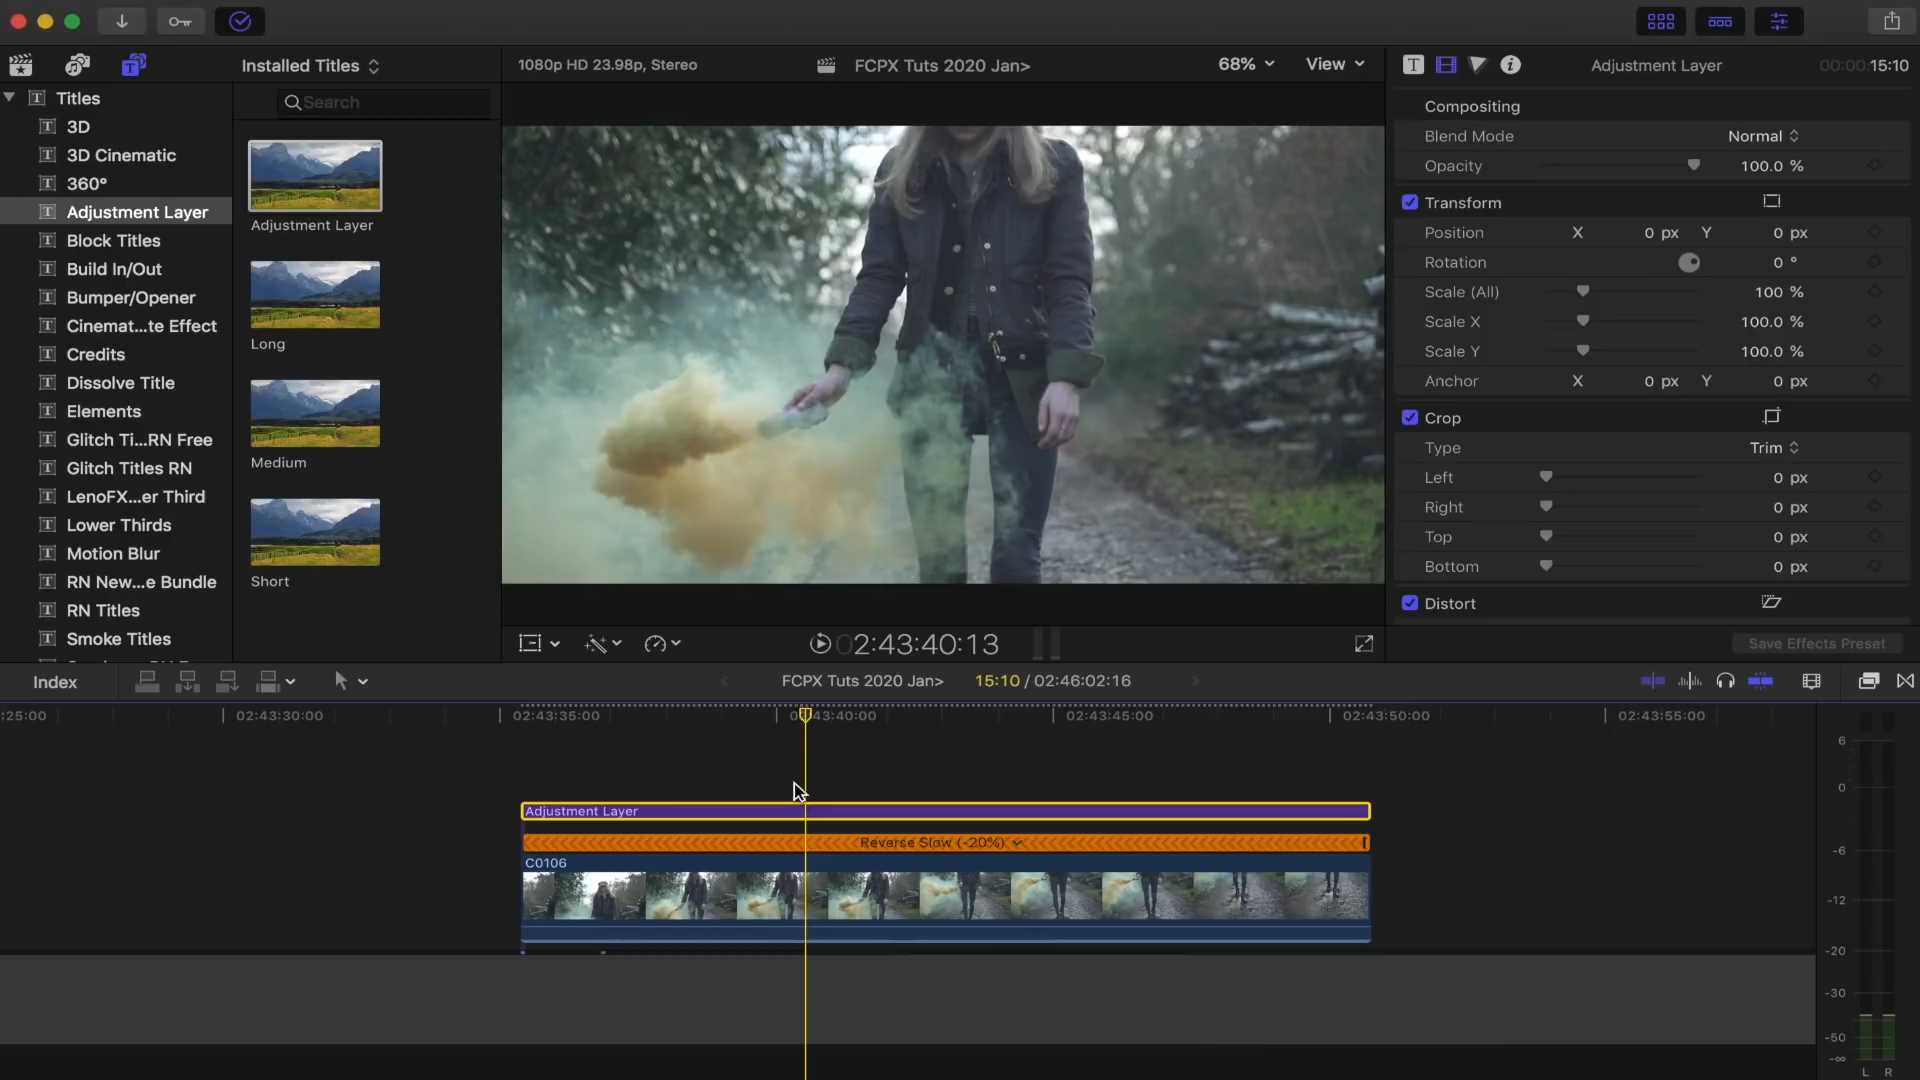 Installed Titles
1080p HD 23.98p, Stereo
FCPX Tuts 2020 Jan>
68%
View
Adjustment Layer
00:00:15:10
Titles
3D
3D Cinematic
360°
Adjustment Layer
Block Titles
Build In/Out
Bumper/Opener
Cinemat...te Effect
Credits
Dissolve Title
Elements
Glitch Ti...RN Free
Glitch Titles RN
LenoFX...er Third
Lower Thirds
Motion Blur
RN New...e Bundle
RN Titles
Smoke Titles
Search
Adjustment Layer
Long
Medium
Short
Compositing
Blend Mode Normal
Opacity 100.0 %
Transform
Position X 0 px Y 0 px
Rotation 0 °
Scale (All) 100 %
Scale X 100.0 %
Scale Y 100.0 %
Anchor X 0 px Y 0 px
Crop
Type Trim
Left 0 px
Right 0 px
Top 0 px
Bottom 0 px
Distort
Save Effects Preset
02:43:40:13
Index
FCPX Tuts 2020 Jan>
15:10 / 02:46:02:16
:25:00
02:43:30:00
02:43:35:00
02:43:40:00
02:43:45:00
02:43:50:00
02:43:55:00
Adjustment Layer
Reverse Slow (-20%)
C0106
6
0
-6
-12
-20
-30
-50
-∞
L R